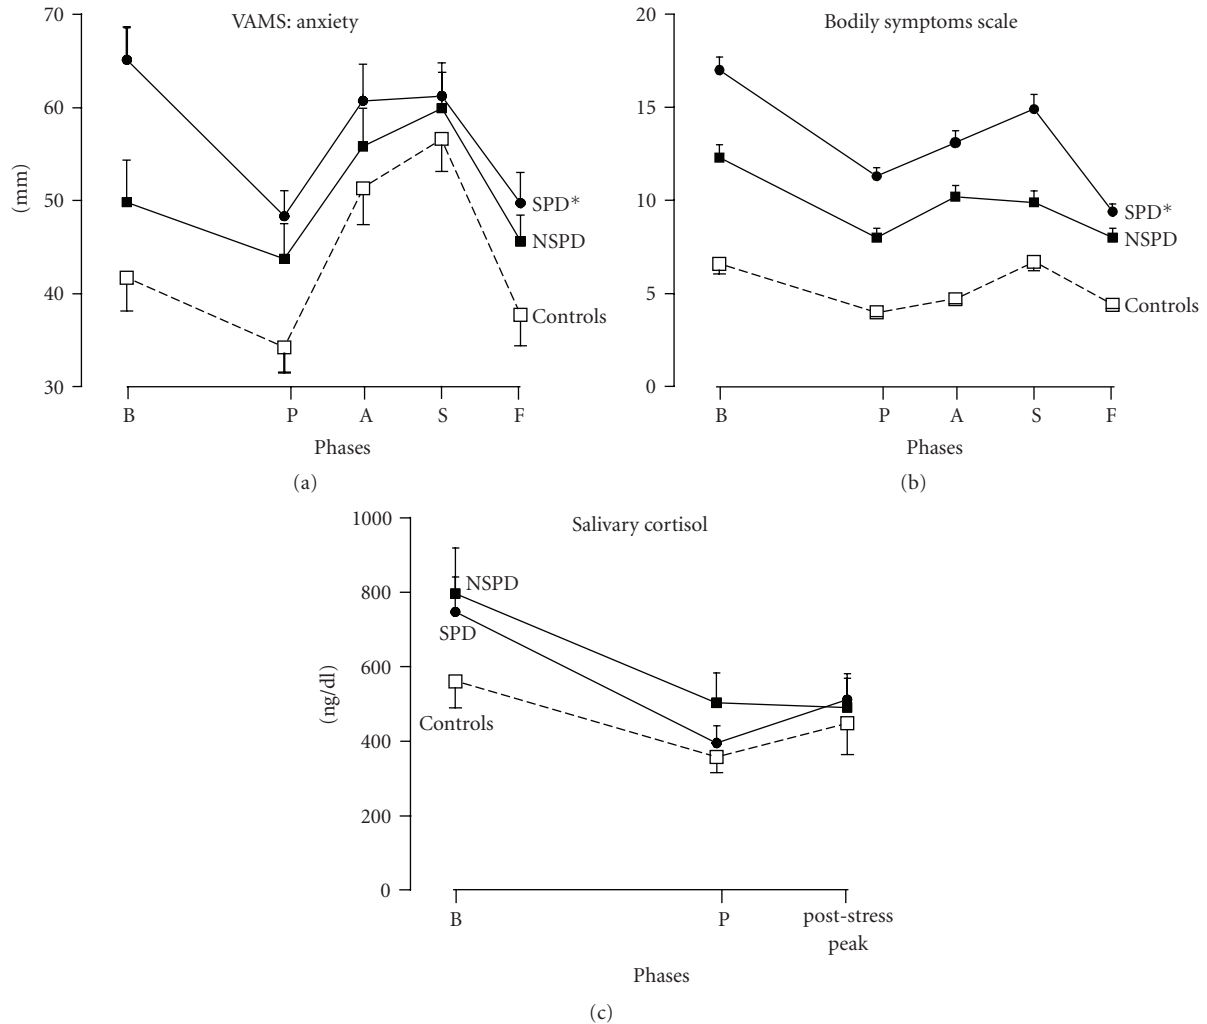 VAMS: anxiety
70
60
50
40
30
(mm)
SPD*
NSPD
Controls
B P A S F
Phases
(a)
Bodily symptoms scale
20
15
10
5
0
SPD*
NSPD
Controls
B P A S F
Phases
(b)
Salivary cortisol
1000
800
600
400
200
0
(ng/dl)
NSPD
SPD
Controls
B P post-stress
peak
Phases
(c)